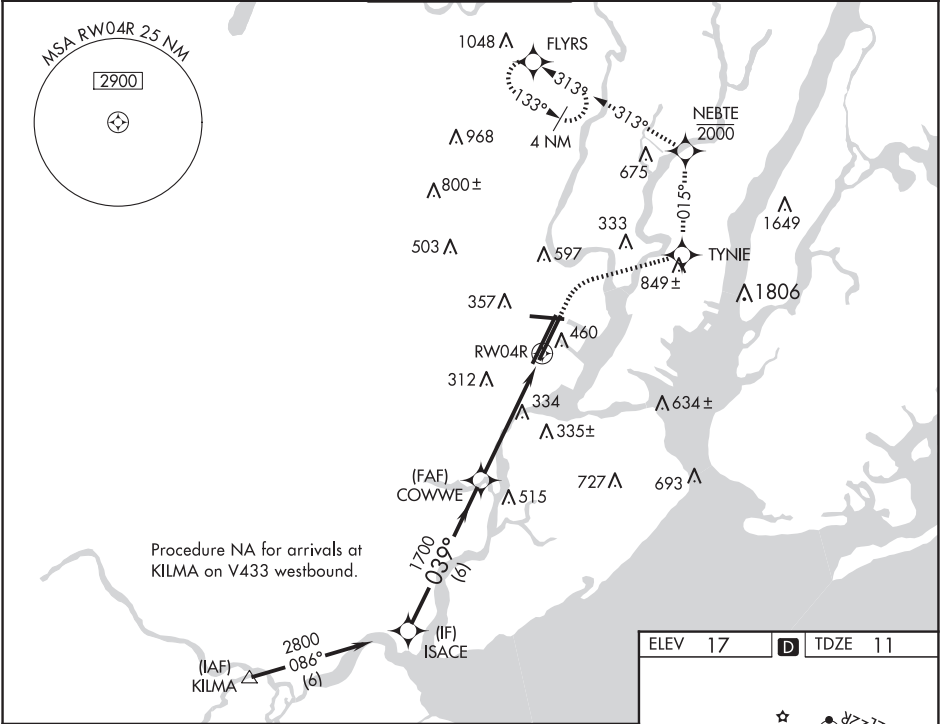 MSA RW04R 25 NM
2900
1048
FLYRS
313°
133°
4 NM
313°
NEBTE
2000
968
675
800±
015°
1649
333
503
597
TYNIE
849±
1806
357
460
RW04R
312
334
634±
335±
(FAF)
COWWE
515
727
693
1700
039°
(6)
Procedure NA for arrivals at
KILMA on V433 westbound.
(IF)
ISACE
2800
086°
(6)
(IAF)
KILMA
ELEV 17 D TDZE 11